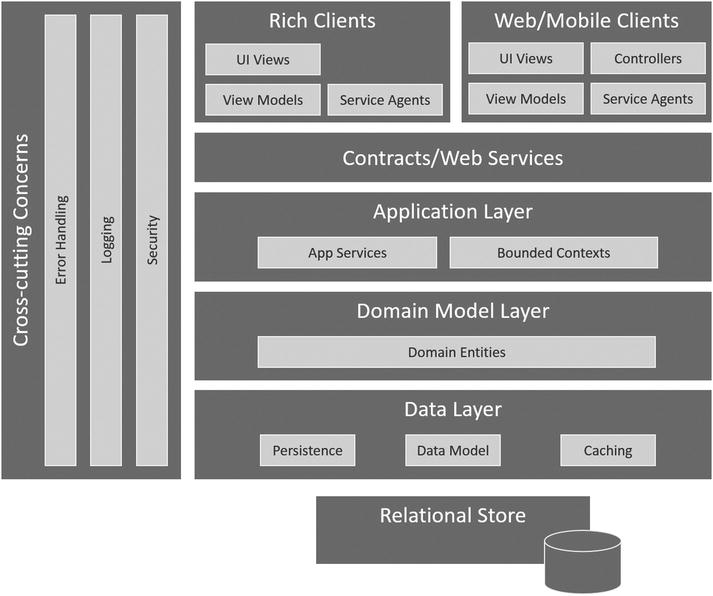 Cross-cutting Concerns
Error Handling
Logging
Security
Rich Clients
UI Views
View Models
Service Agents
Web/Mobile Clients
UI Views
Controllers
View Models
Service Agents
Contracts/Web Services
Application Layer
App Services
Bounded Contexts
Domain Model Layer
Domain Entities
Data Layer
Persistence
Data Model
Caching
Relational Store